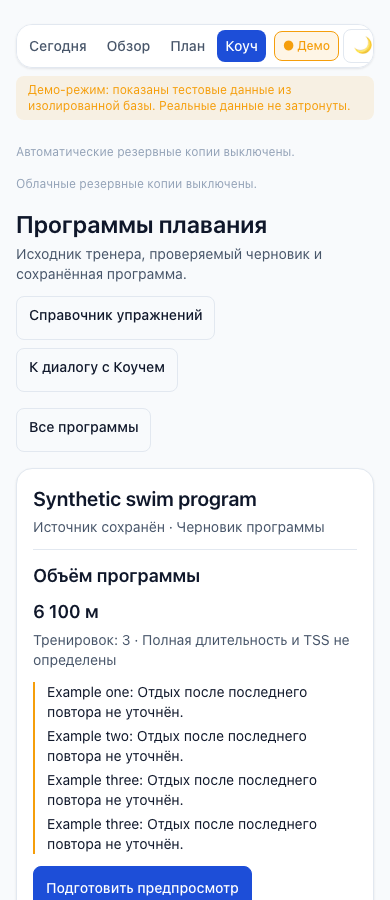 Сегодня Обзор План Коуч Демо
Демо-режим: показаны тестовые данные из
изолированной базы. Реальные данные не затронуты.
Автоматические резервные копии выключены.
Облачные резервные копии выключены.
Программы плавания
Исходник тренера, проверяемый черновик и
сохранённая программа.
Справочник упражнений
К диалогу с Коучем
Все программы
Synthetic swim program
Источник сохранён · Черновик программы
Объём программы
6 100 м
Тренировок: 3 · Полная длительность и TSS не
определены
Example one: Отдых после последнего
повтора не уточнён.
Example two: Отдых после последнего
повтора не уточнён.
Example three: Отдых после последнего
повтора не уточнён.
Example three: Отдых после последнего
повтора не уточнён.
Подготовить предпросмотр